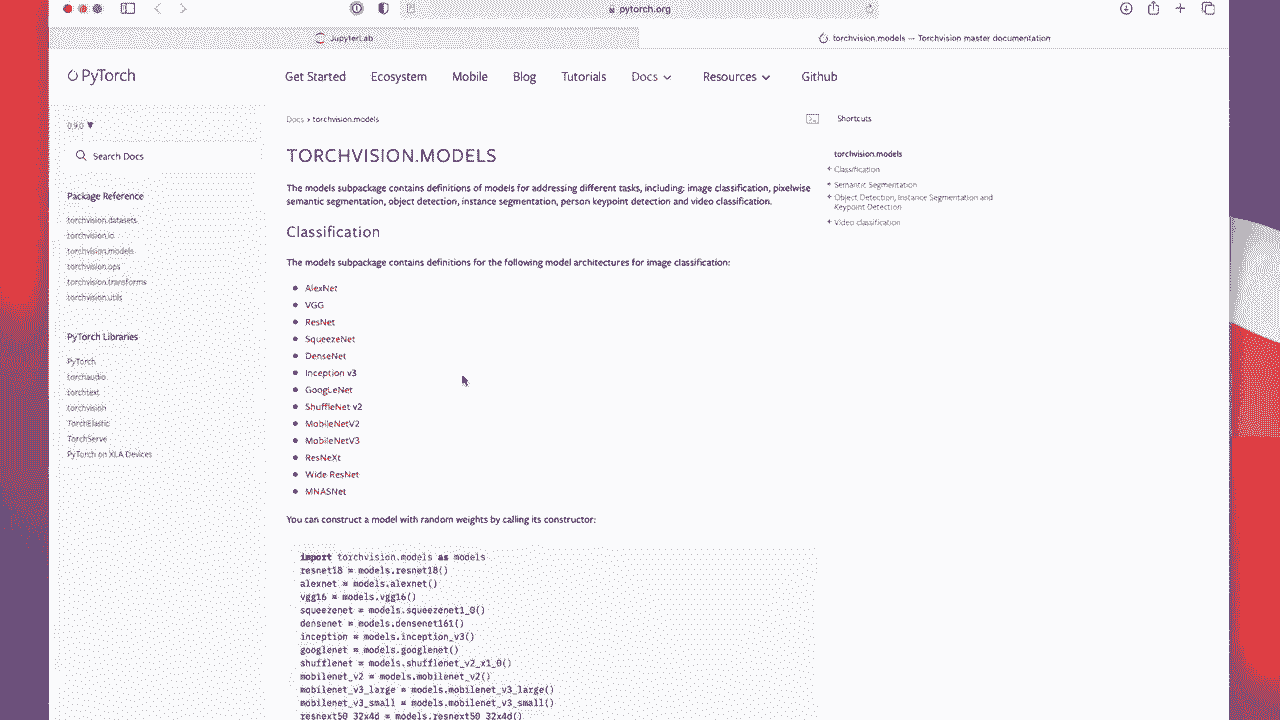 pytorch.org
JupyterLab
torchvision.models — Torchvision master documentation
PyTorch
Get Started Ecosystem Mobile Blog Tutorials Docs Resources Github
0.9.0 ▼
Search Docs
Package Reference
torchvision.datasets
torchvision.io
torchvision.models
torchvision.ops
torchvision.transforms
torchvision.utils
PyTorch Libraries
PyTorch
torchaudio
torchtext
torchvision
TorchElastic
TorchServe
PyTorch on XLA Devices
Docs > torchvision.models
TORCHVISION.MODELS
The models subpackage contains definitions of models for addressing different tasks, including: image classification, pixelwise
semantic segmentation, object detection, instance segmentation, person keypoint detection and video classification.
Classification
The models subpackage contains definitions for the following model architectures for image classification:
AlexNet
VGG
ResNet
SqueezeNet
DenseNet
Inception v3
GoogLeNet
ShuffleNet v2
MobileNetV2
MobileNetV3
ResNeXt
Wide ResNet
MNASNet
You can construct a model with random weights by calling its constructor:
import torchvision.models as models
resnet18 = models.resnet18()
alexnet = models.alexnet()
vgg16 = models.vgg16()
squeezenet = models.squeezenet1_0()
densenet = models.densenet161()
inception = models.inception_v3()
googlenet = models.googlenet()
shufflenet = models.shufflenet_v2_x1_0()
mobilenet_v2 = models.mobilenet_v2()
mobilenet_v3_large = models.mobilenet_v3_large()
mobilenet_v3_small = models.mobilenet_v3_small()
resnext50_32x4d = models.resnext50_32x4d()
Shortcuts
torchvision.models
+ Classification
+ Semantic Segmentation
+ Object Detection, Instance Segmentation and
Keypoint Detection
+ Video classification